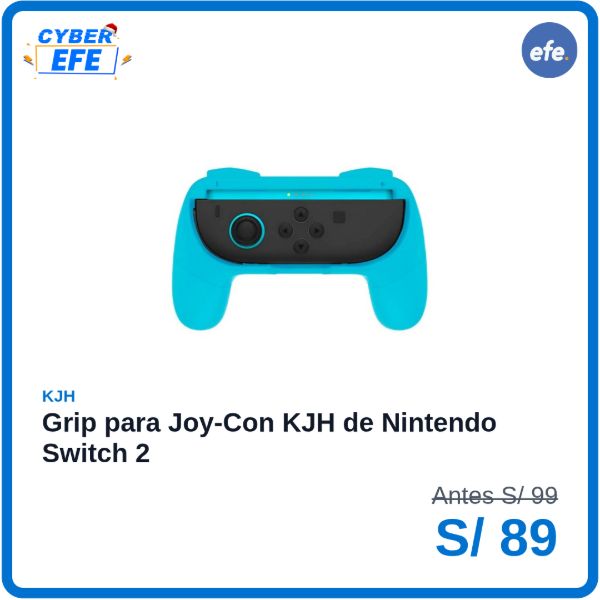 CYBER
EFE
efe.
KJH
Grip para Joy-Con KJH de Nintendo
Switch 2
Antes S/ 99
S/ 89